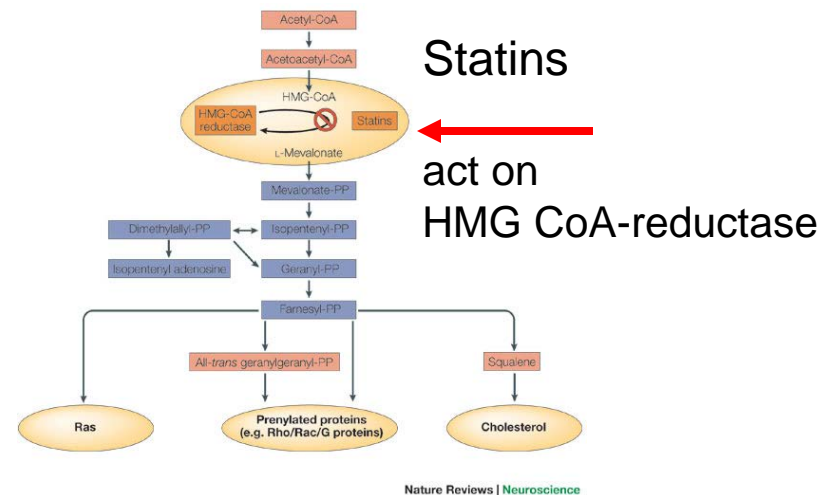 Acetyl-CoA
Acetoacetyl-CoA
Statins
HMG-CoA
HMG-CoA
reductase
Statins
L-Mevalonate
act on
HMG CoA-reductase
Mevalonate-PP
Dimethylallyl-PP
Isopentenyl-PP
Isopentenyl adenosine
Geranyl-PP
Farnesyl-PP
All-trans geranylgeranyl-PP
Squalene
Ras
Prenylated proteins
(e.g. Rho/Rac/G proteins)
Cholesterol
Nature Reviews | Neuroscience